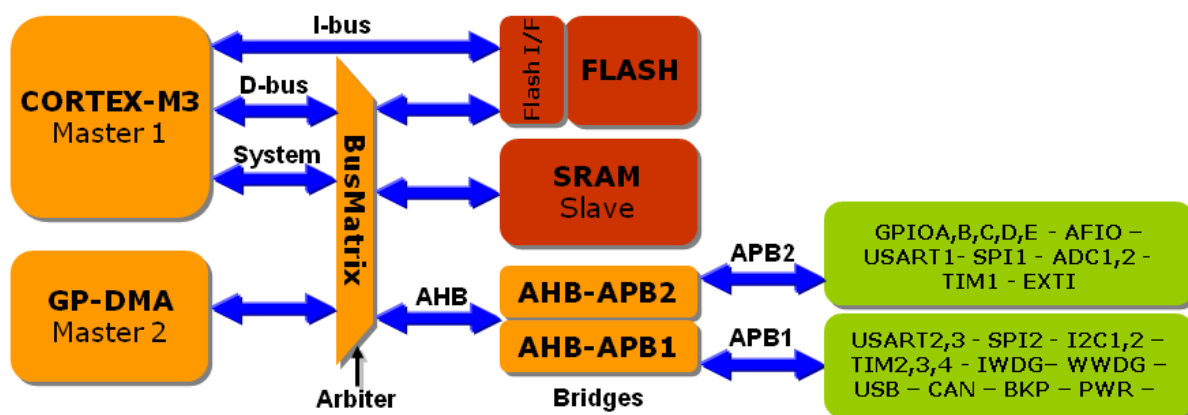 I-bus
CORTEX-M3
Master 1
D-bus
System
BusMatrix
Flash I/F
FLASH
SRAM
Slave
GP-DMA
Master 2
AHB
AHB-APB2
AHB-APB1
Bridges
Arbiter
APB2
GPIOA,B,C,D,E - AFIO –
USART1- SPI1 - ADC1,2 -
TIM1 - EXTI
APB1
USART2,3 - SPI2 - I2C1,2 –
TIM2,3,4 - IWDG– WWDG –
USB – CAN – BKP – PWR –